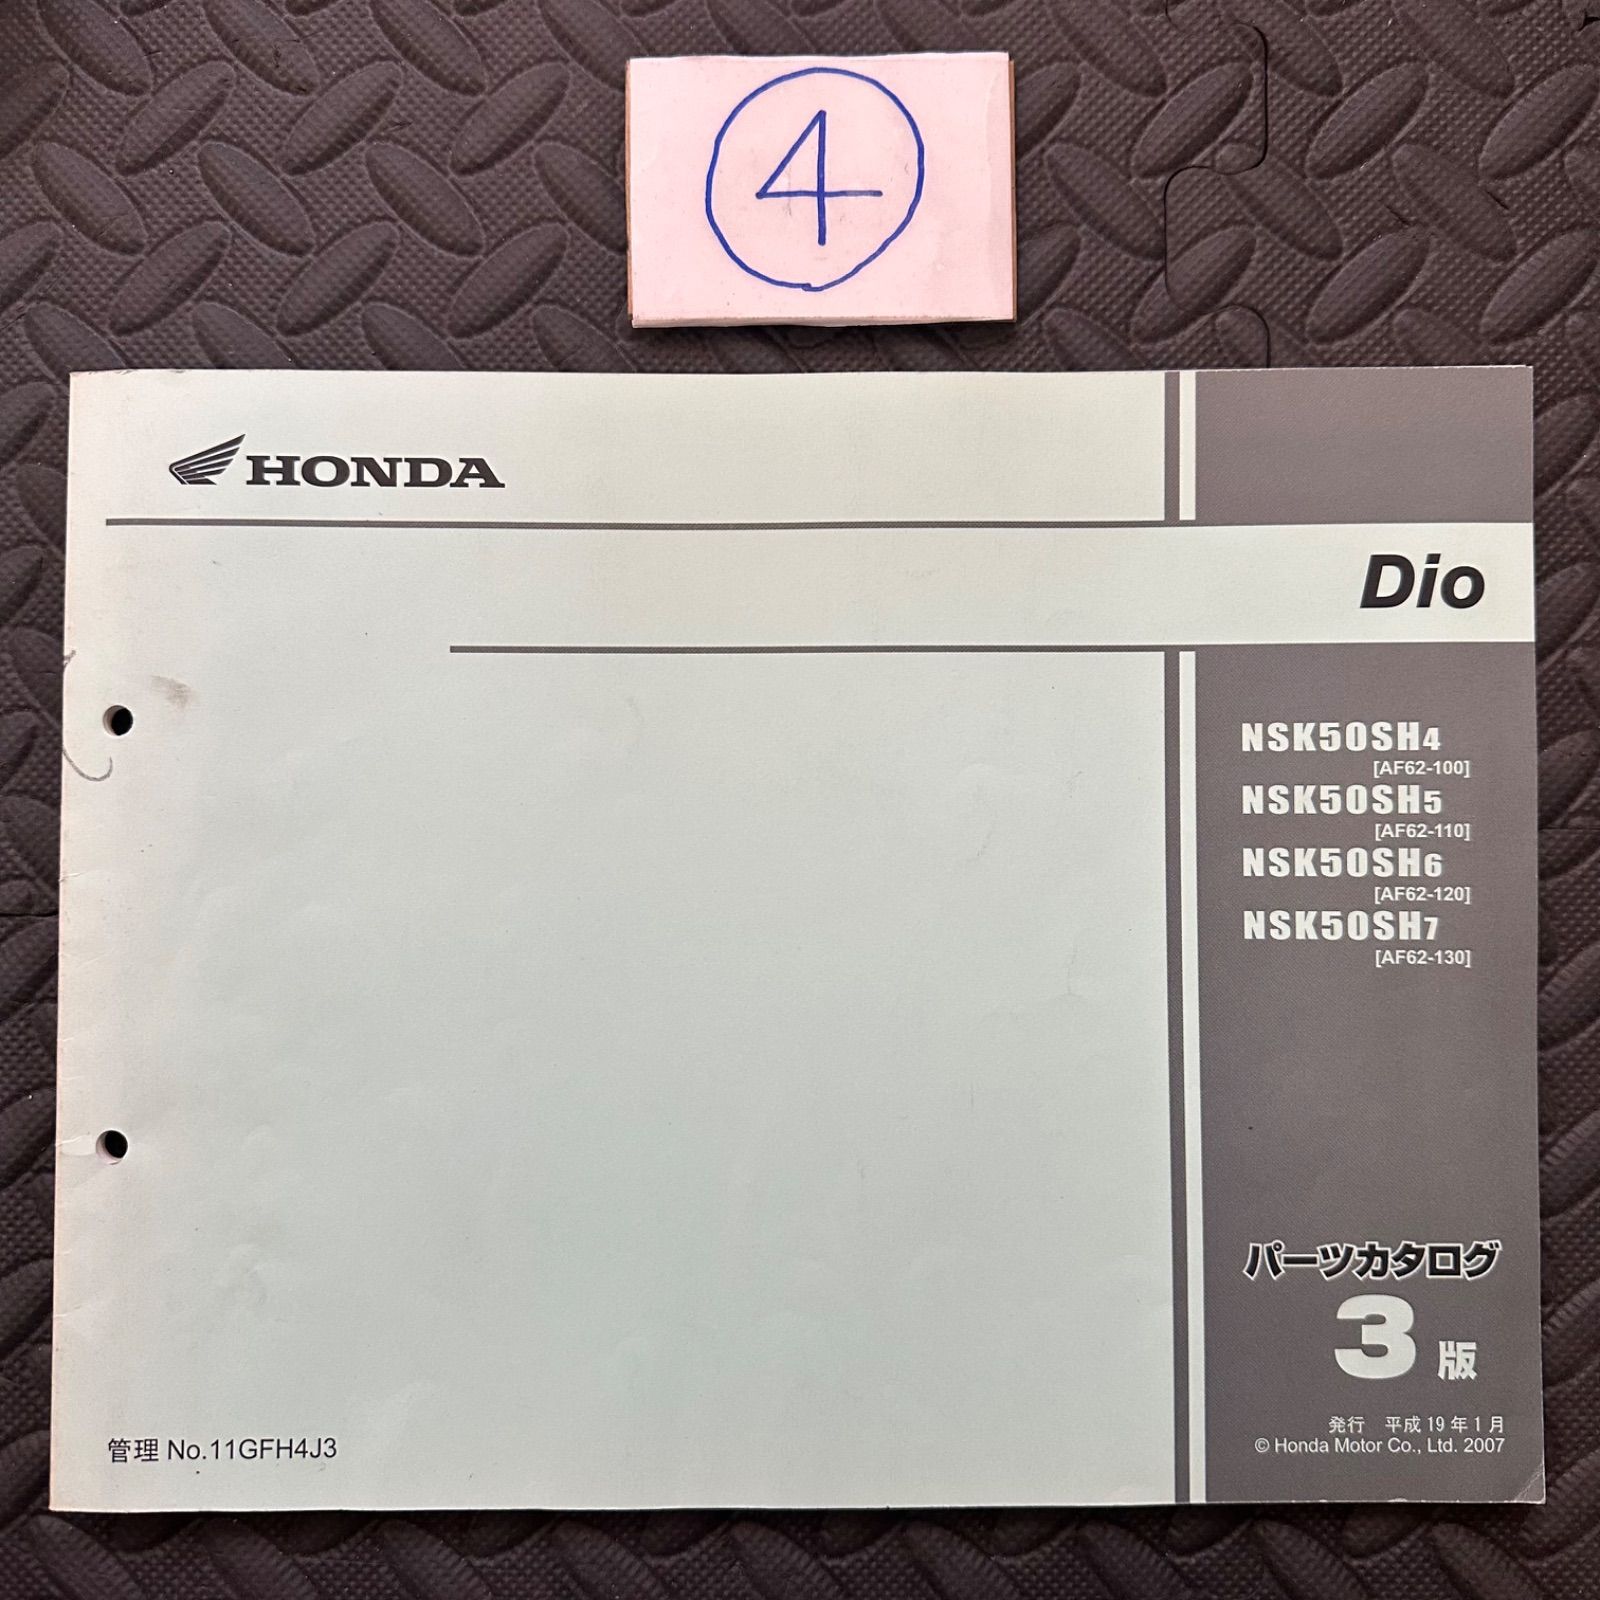 4
HONDA
Dio
NSK50SH4
[AF62-100]
NSK50SH5
[AF62-110]
NSK50SH6
[AF62-120]
NSK50SH7
[AF62-130]
パーツカタログ
3版
発行 平成19年1月
© Honda Motor Co., Ltd. 2007
管理 No.11GFH4J3